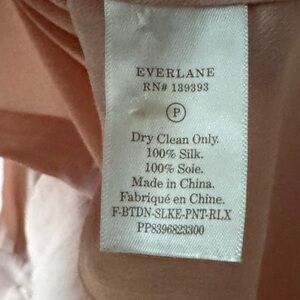 EVERLANE
RN# 139393
P
Dry Clean Only.
100% Silk.
100% Soie.
Made in China.
Fabriqué en Chine.
F-BTDN-SLKE-PNT-RLX
PP8396823300